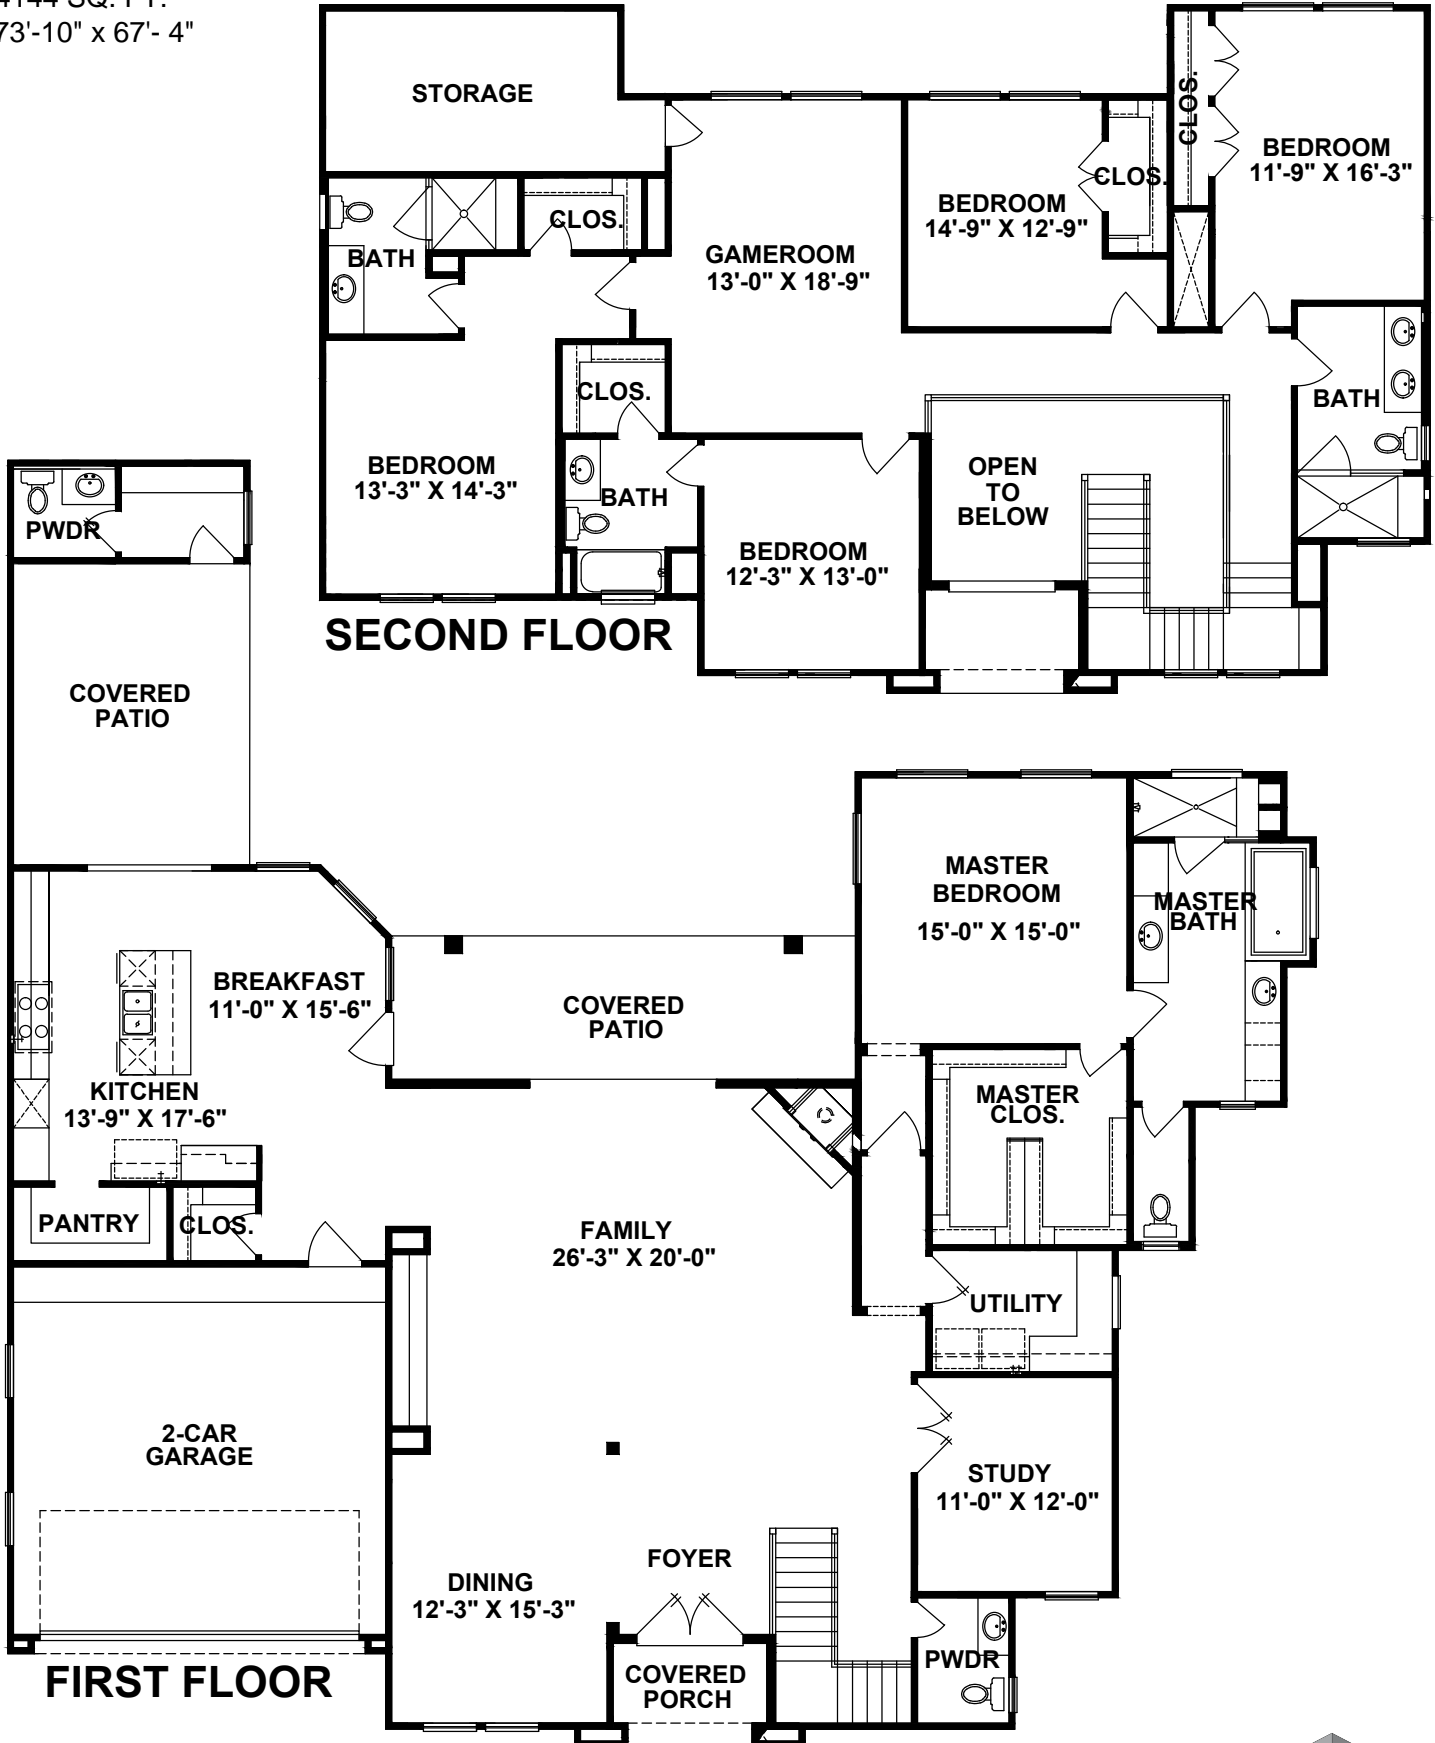 4144 SQ. FT.
73'-10" x 67'- 4"
STORAGE
CLOS.
BEDROOM
11'-9" X 16'-3"
CLOS.
BEDROOM
14'-9" X 12'-9"
CLOS.
BATH
GAMEROOM
13'-0" X 18'-9"
CLOS.
BATH
BEDROOM
13'-3" X 14'-3"
BATH
OPEN
TO
BELOW
BEDROOM
12'-3" X 13'-0"
SECOND FLOOR
PWDR
COVERED
PATIO
MASTER
BEDROOM
15'-0" X 15'-0"
MASTER
BATH
BREAKFAST
11'-0" X 15'-6"
COVERED
PATIO
KITCHEN
13'-9" X 17'-6"
MASTER
CLOS.
PANTRY
CLOS.
FAMILY
26'-3" X 20'-0"
UTILITY
2-CAR
GARAGE
STUDY
11'-0" X 12'-0"
FOYER
DINING
12'-3" X 15'-3"
PWDR
COVERED
PORCH
FIRST FLOOR